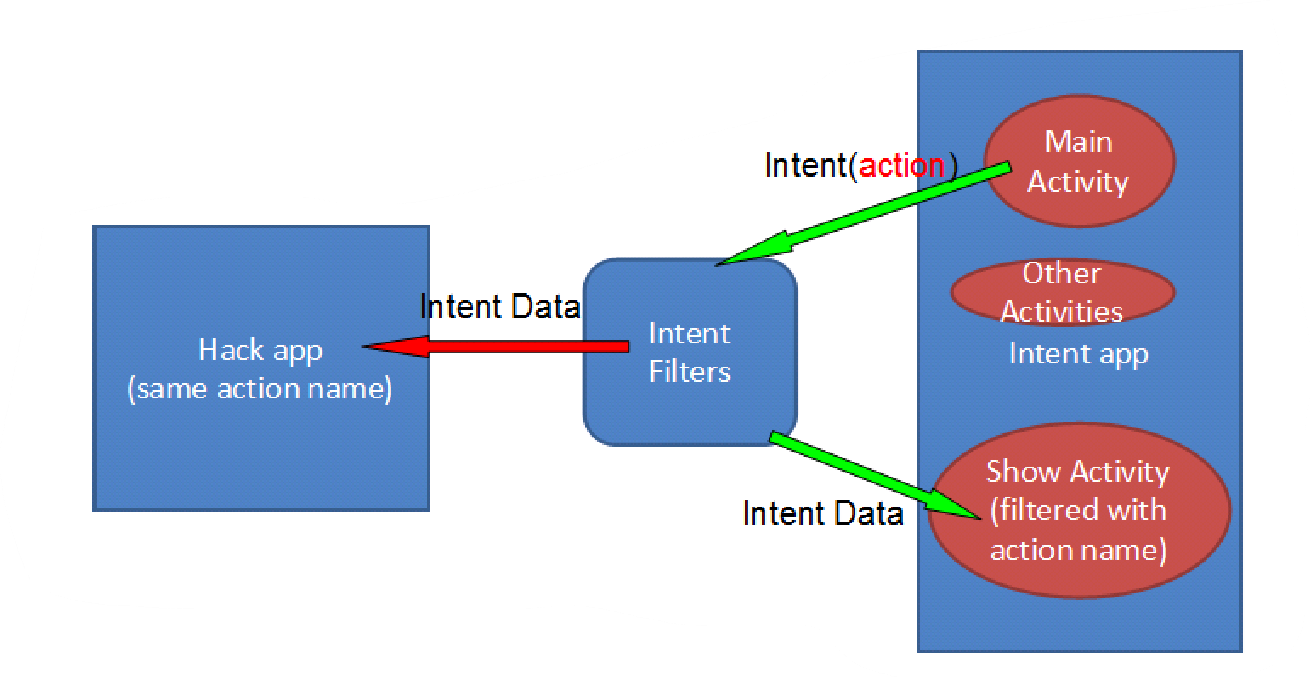 Main
Activity
Intent(action)
Other
Activities
Intent app
Intent Data
Hack app
(same action name)
Intent
Filters
Show Activity
(filtered with
action name)
Intent Data